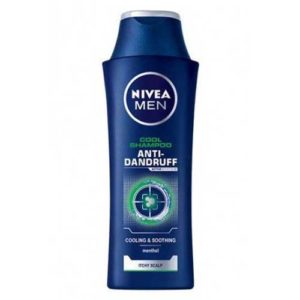 NIVEA
MEN
COOL
SHAMPOO
ANTI-
DANDRUFF
COOLING & SOOTHING
menthol
ITCHY SCALP